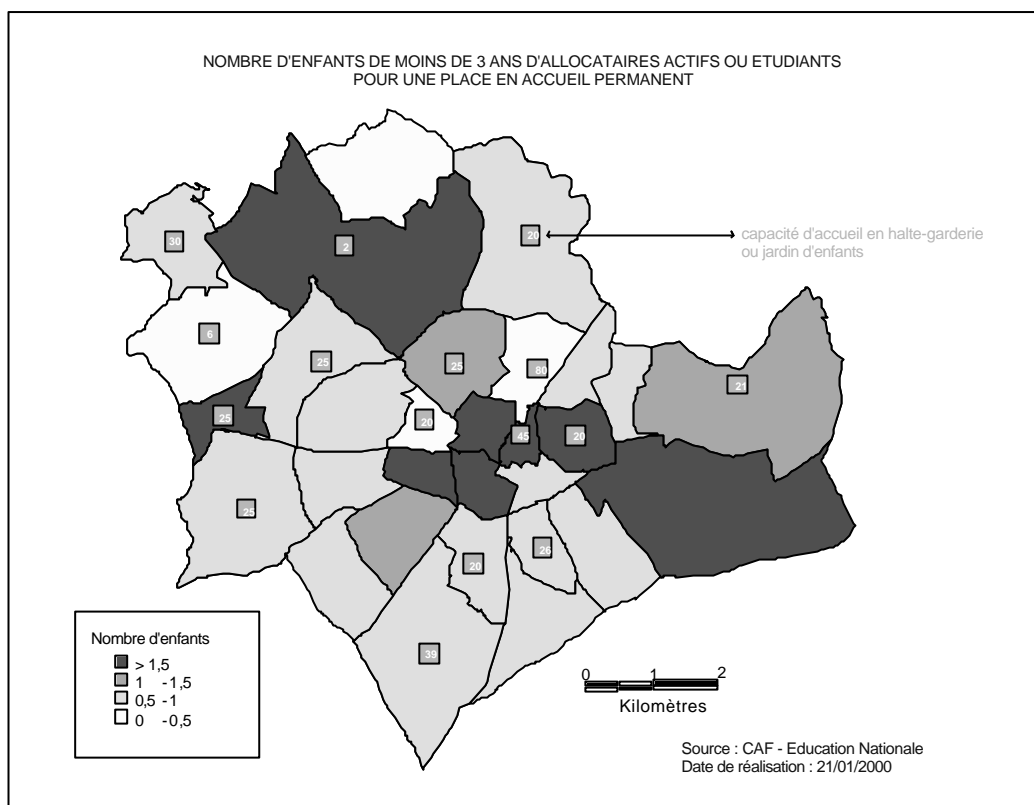 NOMBRE D'ENFANTS DE MOINS DE 3 ANS D'ALLOCATAIRES ACTIFS OU ETUDIANTS
POUR UNE PLACE EN ACCUEIL PERMANENT
30
2
20
capacité d'accueil en halte-garderie
ou jardin d'enfants
6
25
25
80
21
25
20
45
20
25
20
26
39
Nombre d'enfants
> 1,5
1 -1,5
0,5 -1
0 -0,5
0 1 2
Kilomètres
Source : CAF - Education Nationale
Date de réalisation : 21/01/2000